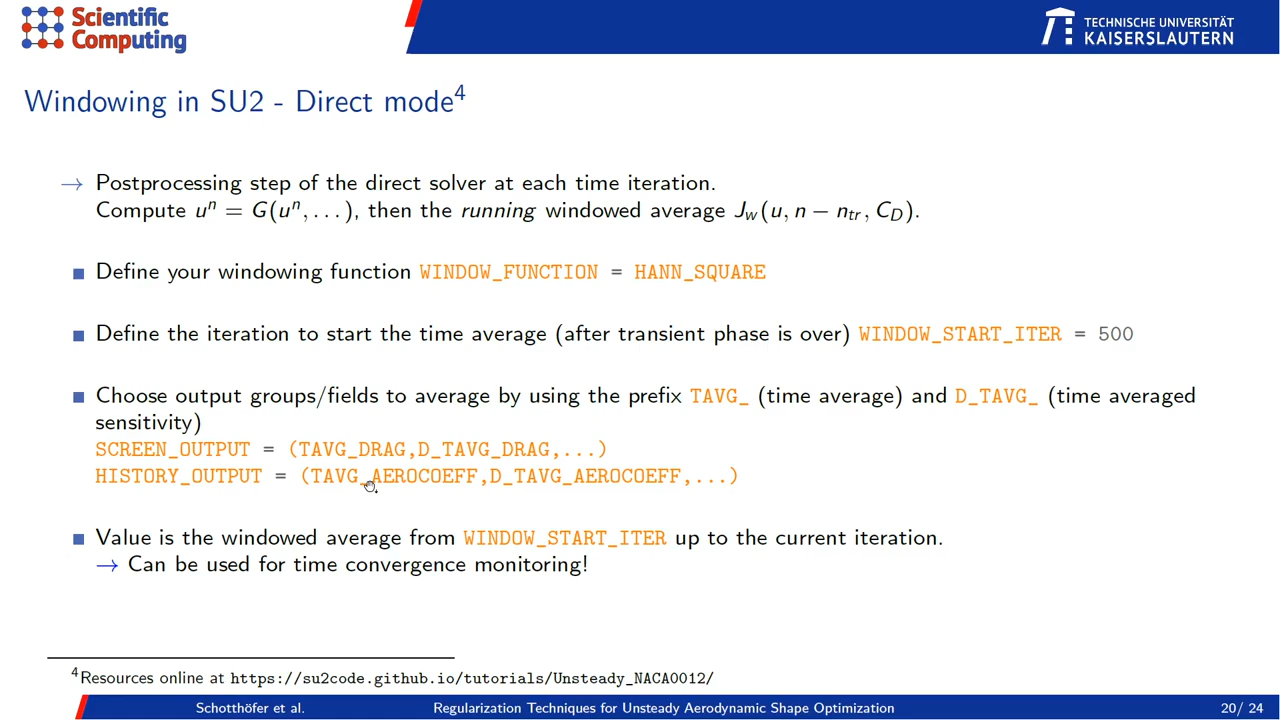 Scientific
Computing
TECHNISCHE UNIVERSITÄT
KAISERSLAUTERN
Windowing in SU2 - Direct mode⁴
→ Postprocessing step of the direct solver at each time iteration.
Compute uⁿ = G(uⁿ, . . . ), then the running windowed average J_w(u, n − n_tr, C_D).
Define your windowing function WINDOW_FUNCTION = HANN_SQUARE
Define the iteration to start the time average (after transient phase is over) WINDOW_START_ITER = 500
Choose output groups/fields to average by using the prefix TAVG_ (time average) and D_TAVG_ (time averaged
sensitivity)
SCREEN_OUTPUT = (TAVG_DRAG,D_TAVG_DRAG,...)
HISTORY_OUTPUT = (TAVG_AEROCOEFF,D_TAVG_AEROCOEFF,...)
Value is the windowed average from WINDOW_START_ITER up to the current iteration.
→ Can be used for time convergence monitoring!
⁴Resources online at https://su2code.github.io/tutorials/Unsteady_NACA0012/
Schotthöfer et al. Regularization Techniques for Unsteady Aerodynamic Shape Optimization 20/ 24